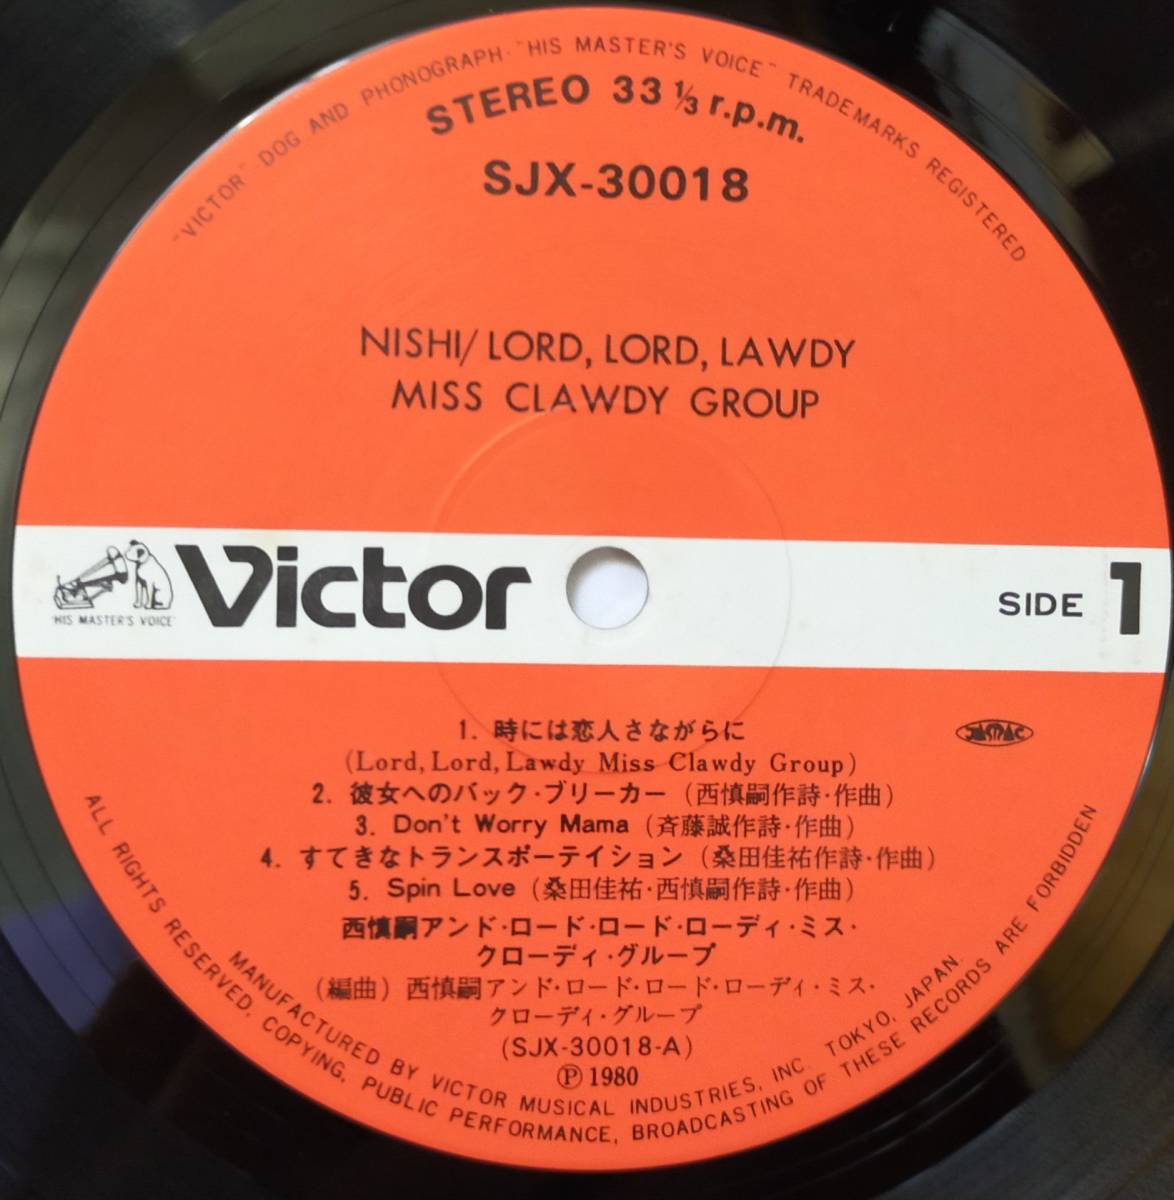 "VICTOR"·DOG AND PHONOGRAPH·"HIS MASTER'S VOICE" TRADEMARKS REGISTERED
STEREO 33 ⅓ r.p.m.
SJX-30018
NISHI/LORD, LORD, LAWDY
MISS CLAWDY GROUP
Victor
"HIS MASTER'S VOICE"
SIDE 1
1. 時には恋人さながらに
JASRAC
(Lord, Lord, Lawdy Miss Clawdy Group)
2. 彼女へのバック・ブリーカー (西慎嗣作詩・作曲)
3. Don't Worry Mama (斉藤誠作詩・作曲)
4. すてきなトランスポーテイション (桑田佳祐作詩・作曲)
5. Spin Love (桑田佳祐・西慎嗣作詩・作曲)
西慎嗣アンド・ロード・ロード・ローディ・ミス・
クローディ・グループ
(編曲) 西慎嗣アンド・ロード・ロード・ローディ・ミス・
クローディ・グループ
(SJX-30018-A)
Ⓟ 1980
MANUFACTURED BY VICTOR MUSICAL INDUSTRIES, INC. TOKYO, JAPAN
ALL RIGHTS RESERVED. COPYING, PUBLIC PERFORMANCE, BROADCASTING OF THESE RECORDS ARE FORBIDDEN